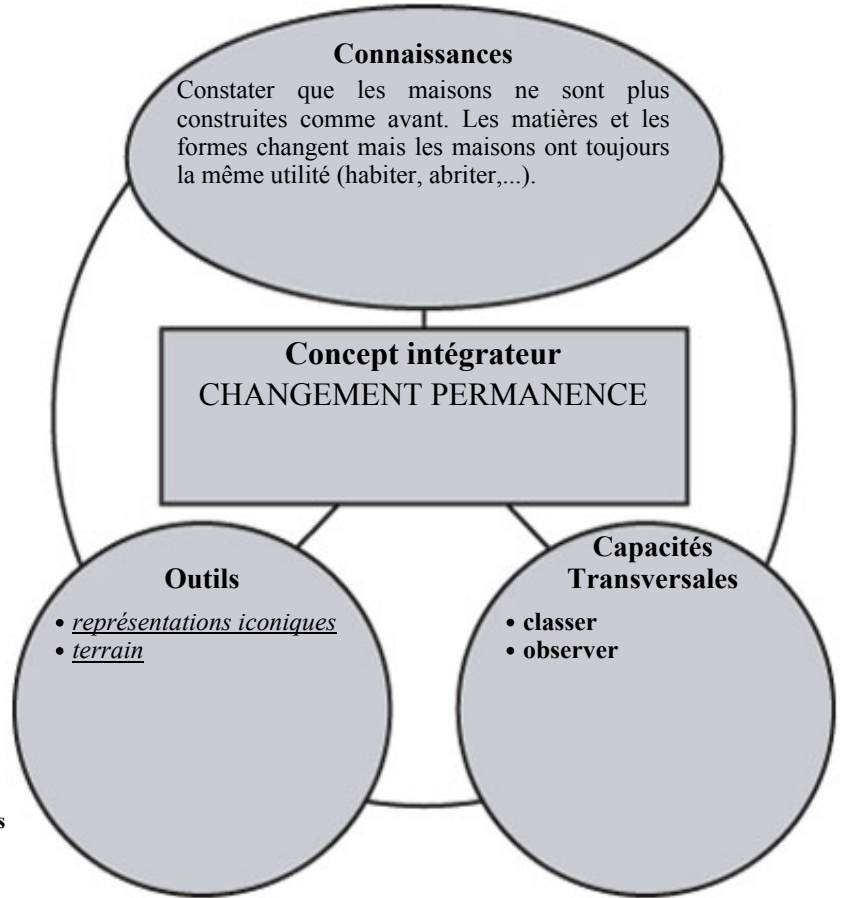 Connaissances
Constater que les maisons ne sont plus
construites comme avant. Les matières et les
formes changent mais les maisons ont toujours
la même utilité (habiter, abriter,...).
Concept intégrateur
CHANGEMENT PERMANENCE
Outils
• représentations iconiques
• terrain
Capacités
Transversales
• classer
• observer
s